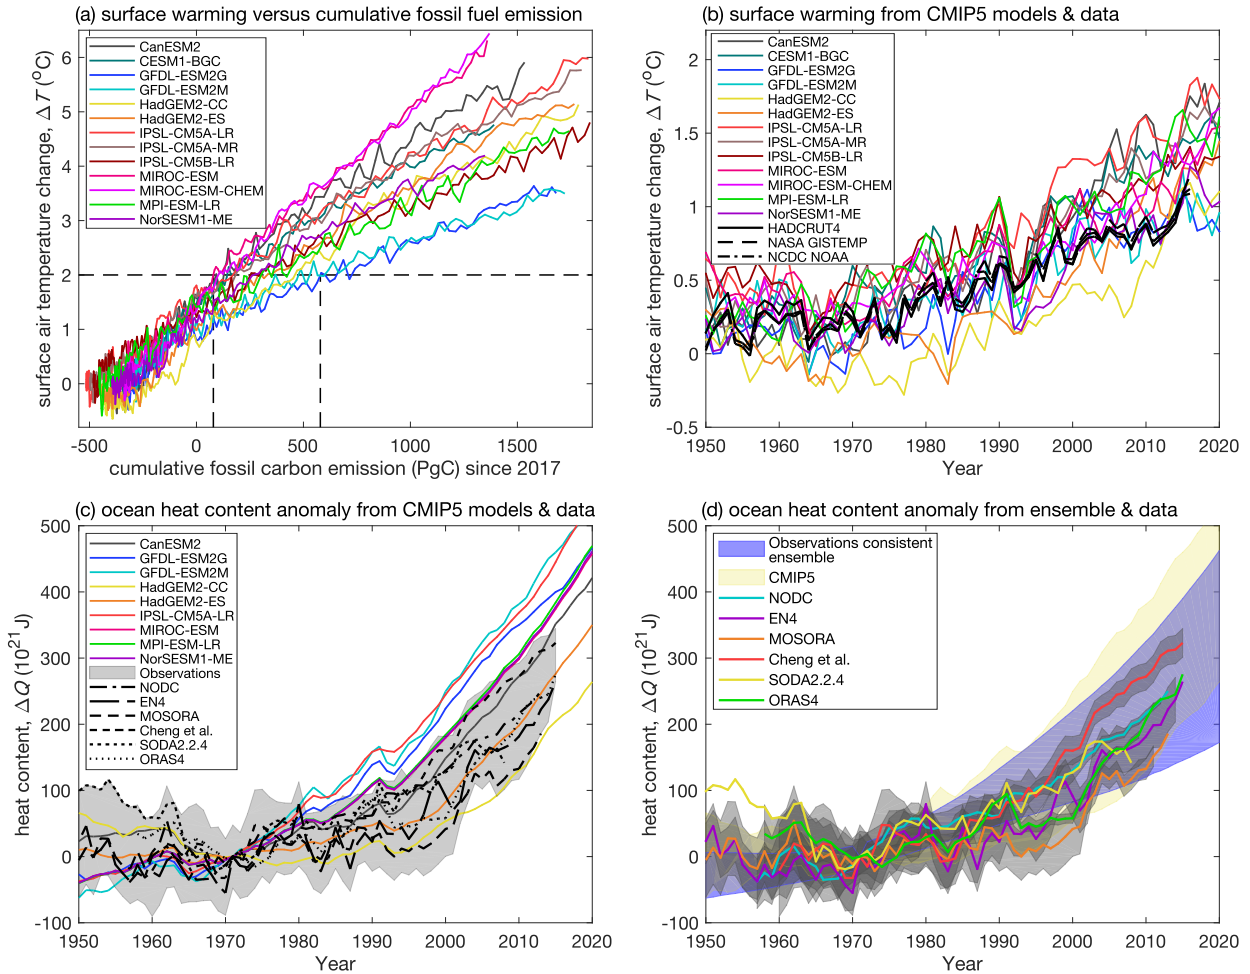 (a) surface warming versus cumulative fossil fuel emission
surface air temperature change, ΔT (°C)
6
5
4
3
2
1
0
CanESM2
CESM1-BGC
GFDL-ESM2G
GFDL-ESM2M
HadGEM2-CC
HadGEM2-ES
IPSL-CM5A-LR
IPSL-CM5A-MR
IPSL-CM5B-LR
MIROC-ESM
MIROC-ESM-CHEM
MPI-ESM-LR
NorSESM1-ME
-500 0 500 1000 1500
cumulative fossil carbon emission (PgC) since 2017
(b) surface warming from CMIP5 models & data
surface air temperature change, ΔT (°C)
2
1.5
1
0.5
0
-0.5
CanESM2
CESM1-BGC
GFDL-ESM2G
GFDL-ESM2M
HadGEM2-CC
HadGEM2-ES
IPSL-CM5A-LR
IPSL-CM5A-MR
IPSL-CM5B-LR
MIROC-ESM
MIROC-ESM-CHEM
MPI-ESM-LR
NorSESM1-ME
HADCRUT4
NASA GISTEMP
NCDC NOAA
1950 1960 1970 1980 1990 2000 2010 2020
Year
(c) ocean heat content anomaly from CMIP5 models & data
heat content, ΔQ (10²¹ J)
500
400
300
200
100
0
-100
CanESM2
GFDL-ESM2G
GFDL-ESM2M
HadGEM2-CC
HadGEM2-ES
IPSL-CM5A-LR
MIROC-ESM
MPI-ESM-LR
NorSESM1-ME
Observations
NODC
EN4
MOSORA
Cheng et al.
SODA2.2.4
ORAS4
1950 1960 1970 1980 1990 2000 2010 2020
Year
(d) ocean heat content anomaly from ensemble & data
heat content, ΔQ (10²¹ J)
500
400
300
200
100
0
-100
Observations consistent
ensemble
CMIP5
NODC
EN4
MOSORA
Cheng et al.
SODA2.2.4
ORAS4
1950 1960 1970 1980 1990 2000 2010 2020
Year